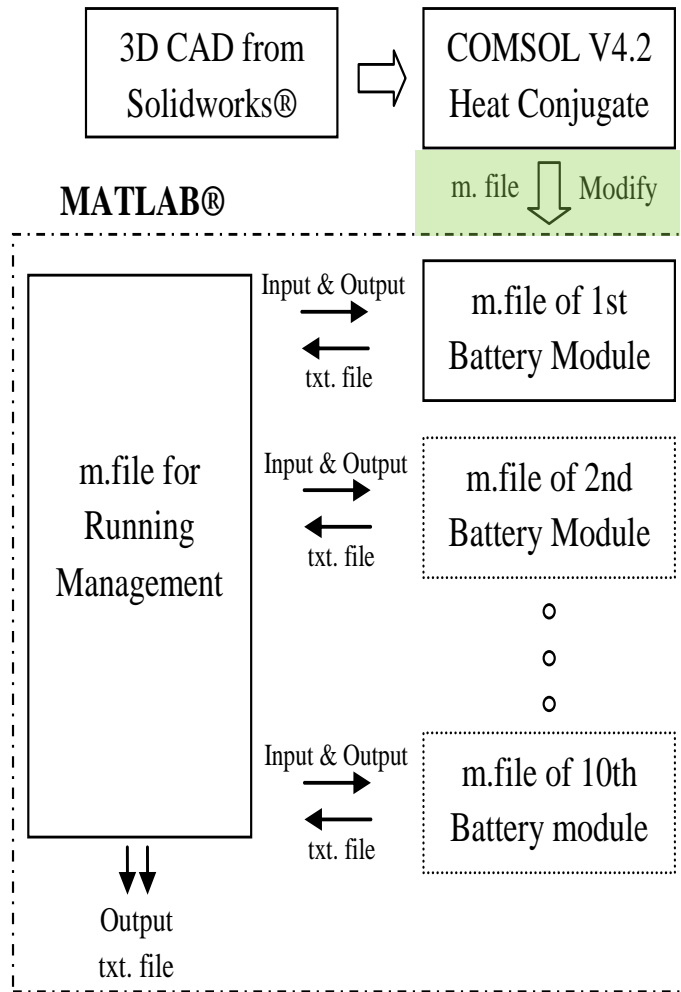 3D CAD from
Solidworks®
COMSOL V4.2
Heat Conjugate
m. file
Modify
MATLAB®
m.file for
Running
Management
Input & Output
txt. file
m.file of 1st
Battery Module
Input & Output
txt. file
m.file of 2nd
Battery Module
Input & Output
txt. file
m.file of 10th
Battery module
Output
txt. file